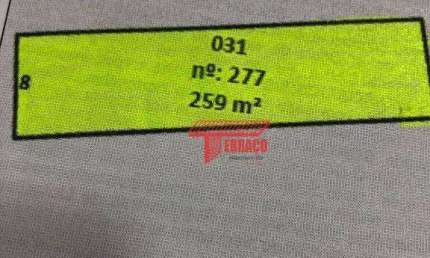 031
nº: 277
8
259 m²
TERRAÇO